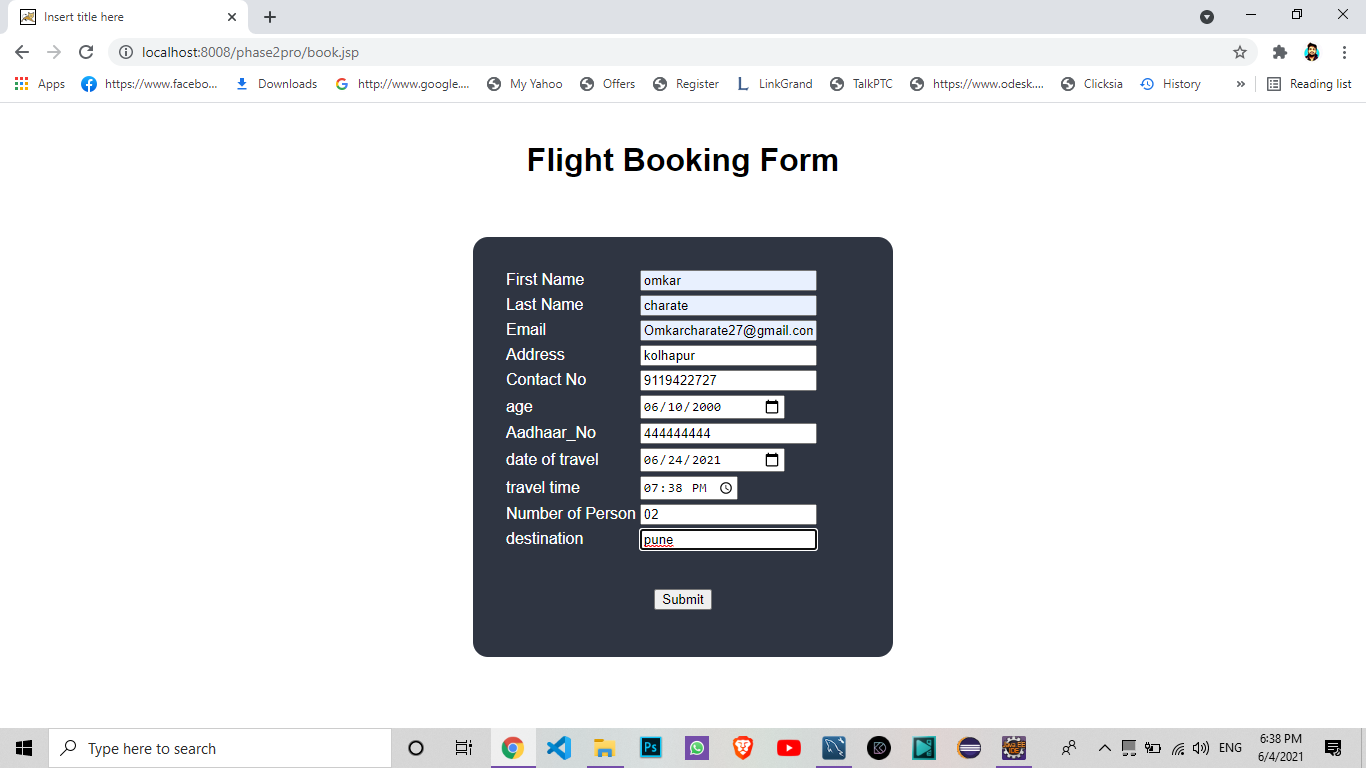 Insert title here
localhost:8008/phase2pro/book.jsp
Apps https://www.facebo... Downloads http://www.google.... My Yahoo Offers Register LinkGrand TalkPTC https://www.odesk.... Clicksia History » Reading list
Flight Booking Form
First Name omkar
Last Name charate
Email Omkarcharate27@gmail.com
Address kolhapur
Contact No 9119422727
age 06/10/2000
Aadhaar_No 444444444
date of travel 06/24/2021
travel time 07:38 PM
Number of Person 02
destination pune
Submit
Type here to search
Ps
ENG
6:38 PM
6/4/2021